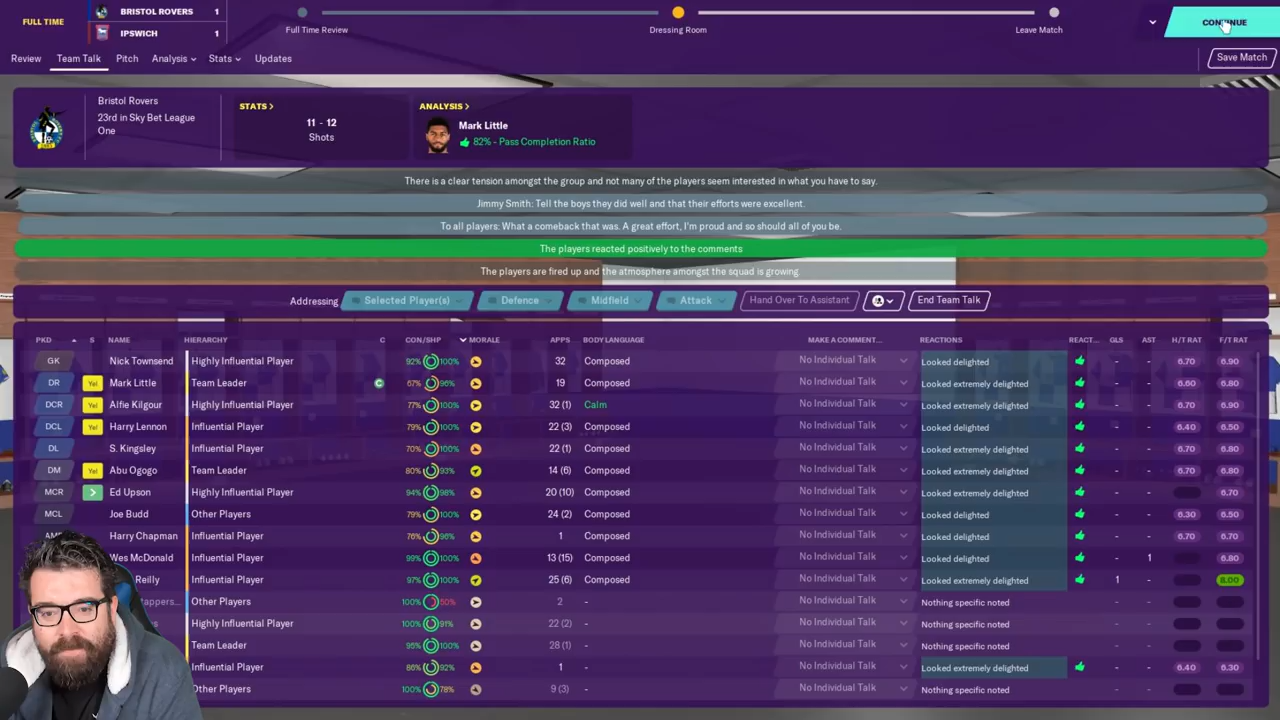 FULL TIME
BRISTOL ROVERS 1
IPSWICH 1
Full Time Review
Dressing Room
Leave Match
CONTINUE
Review Team Talk Pitch Analysis Stats Updates
Save Match
Bristol Rovers
23rd in Sky Bet League
One
STATS >
11 - 12
Shots
ANALYSIS >
Mark Little
82% - Pass Completion Ratio
There is a clear tension amongst the group and not many of the players seem interested in what you have to say.
Jimmy Smith: Tell the boys they did well and that their efforts were excellent.
To all players: What a comeback that was. A great effort, I'm proud and so should all of you be.
The players reacted positively to the comments
The players are fired up and the atmosphere amongst the squad is growing.
Addressing Selected Player(s) Defence Midfield Attack Hand Over To Assistant End Team Talk
PKD S NAME HIERARCHY C CON/SHP MORALE APPS BODY LANGUAGE MAKE A COMMENT... REACTIONS REACT... GLS AST H/T RAT F/T RAT
GK Nick Townsend Highly Influential Player 92% 100% 32 Composed No Individual Talk Looked delighted - - 6.70 6.90
DR Yel Mark Little Team Leader C 67% 96% 19 Composed No Individual Talk Looked extremely delighted - - 6.60 6.80
DCR Yel Alfie Kilgour Highly Influential Player 77% 100% 32 (1) Calm No Individual Talk Looked extremely delighted - - 6.70 6.90
DCL Yel Harry Lennon Influential Player 79% 100% 22 (3) Composed No Individual Talk Looked delighted - - 6.40 6.50
DL S. Kingsley Influential Player 70% 100% 22 (1) Composed No Individual Talk Looked extremely delighted - - 6.70 6.80
DM Yel Abu Ogogo Team Leader 80% 93% 14 (6) Composed No Individual Talk Looked extremely delighted - - 6.70 6.80
MCR Ed Upson Highly Influential Player 94% 98% 20 (10) Composed No Individual Talk Looked extremely delighted - - 6.70
MCL Joe Budd Other Players 79% 100% 24 (2) Composed No Individual Talk Looked delighted - - 6.30 6.50
Harry Chapman Influential Player 76% 96% 1 Composed No Individual Talk Looked delighted - - 6.70 6.70
Wes McDonald Influential Player 99% 100% 13 (15) Composed No Individual Talk Looked delighted - 1 6.80
Reilly Influential Player 97% 100% 25 (6) Composed No Individual Talk Looked extremely delighted 1 - 8.00
Other Players 100% 50% 2 - No Individual Talk Nothing specific noted - -
Highly Influential Player 100% 91% 22 (2) - No Individual Talk Nothing specific noted - -
Team Leader 95% 100% 28 (1) - No Individual Talk Nothing specific noted - -
Influential Player 86% 92% 1 - No Individual Talk Looked extremely delighted - - 6.40 6.30
Other Players 100% 78% 9 (3) - No Individual Talk Nothing specific noted - -